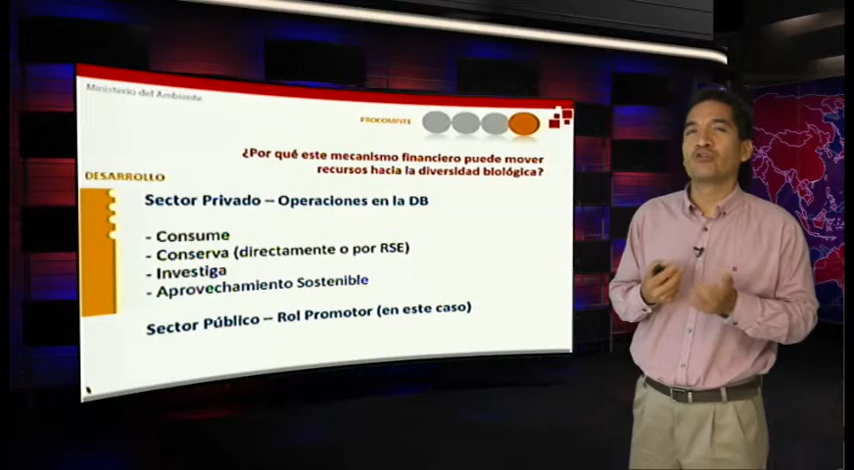 Ministerio del Ambiente
PROCOMPITE
¿Por qué este mecanismo financiero puede mover
recursos hacia la diversidad biológica?
DESARROLLO
Sector Privado – Operaciones en la DB
- Consume
- Conserva (directamente o por RSE)
- Investiga
- Aprovechamiento Sostenible
Sector Público – Rol Promotor (en este caso)